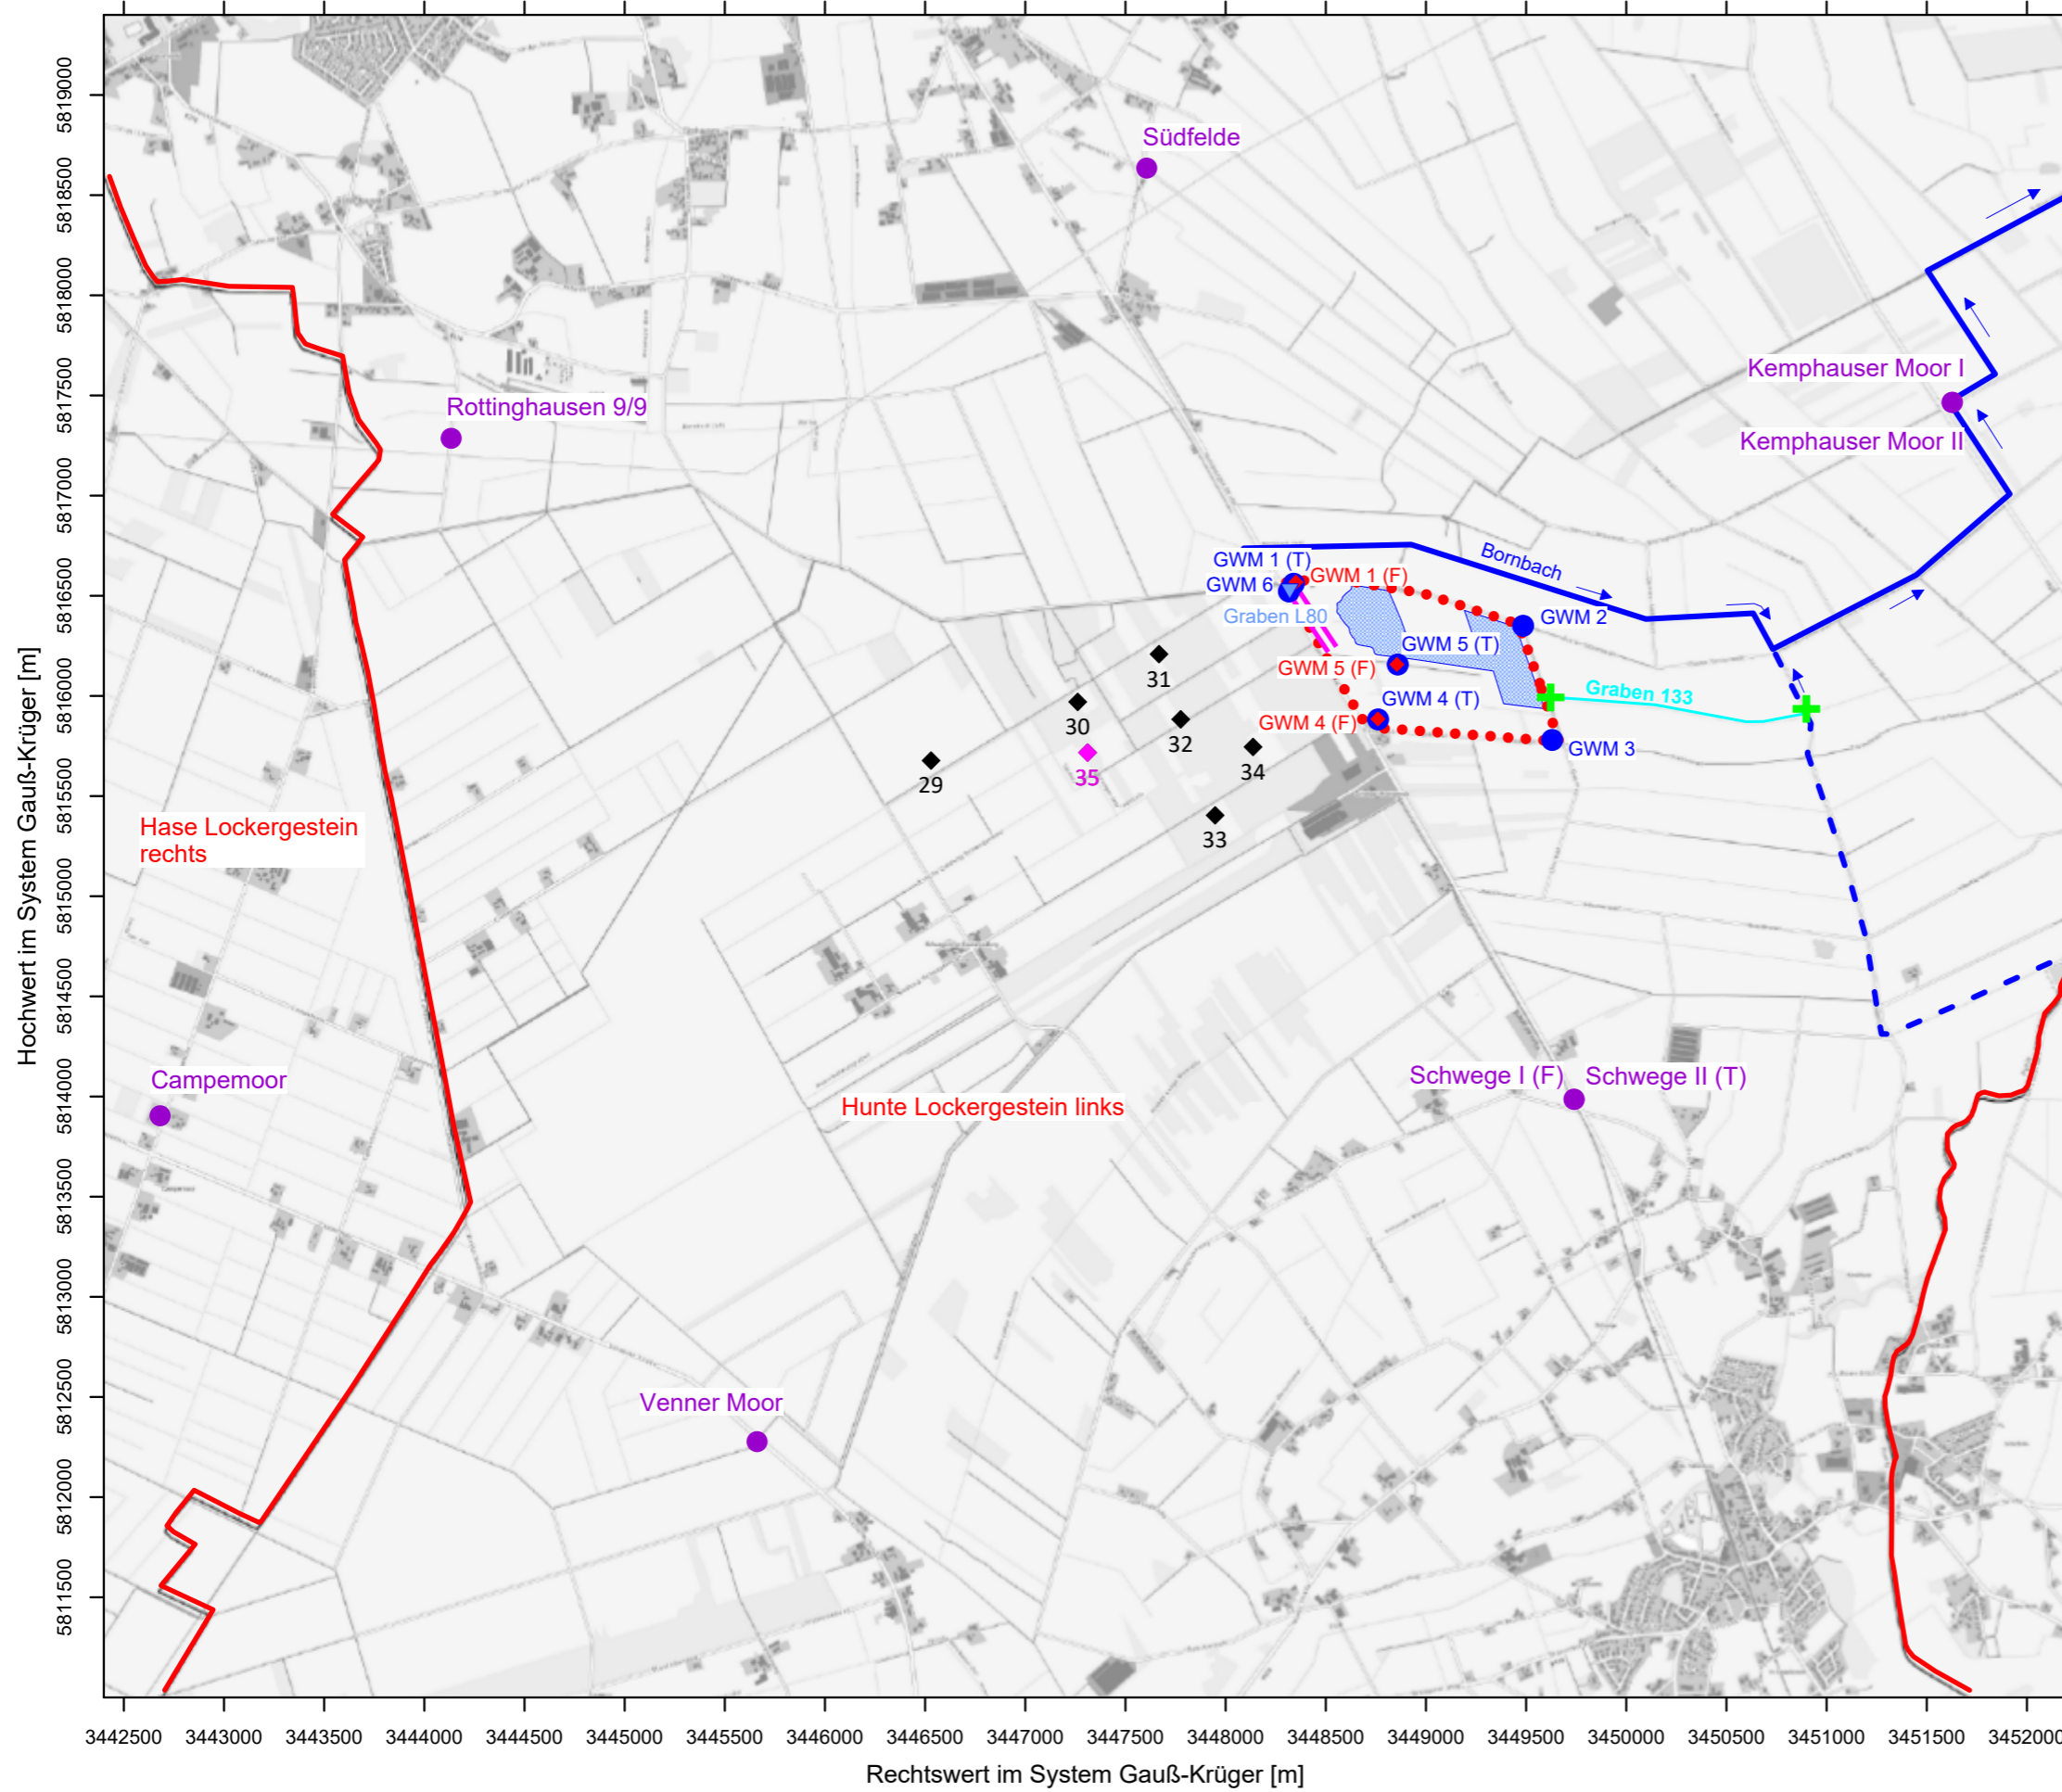 Südfelde
Kemphauser Moor I
Rottinghausen 9/9
Kemphauser Moor II
Bornbach
GWM 1 (T)
GWM 1 (F)
GWM 6
Graben L80
GWM 2
GWM 5 (T)
GWM 5 (F)
GWM 4 (T)
Graben 133
GWM 4 (F)
GWM 3
31
30
32
35
34
29
33
Hase Lockergestein
rechts
Schwege I (F)
Schwege II (T)
Campemoor
Hunte Lockergestein links
Venner Moor
Hochwert im System Gauß-Krüger [m]
5819000
5818500
5818000
5817500
5817000
5816500
5816000
5815500
5815000
5814500
5814000
5813500
5813000
5812500
5812000
5811500
3442500 3443000 3443500 3444000 3444500 3445000 3445500 3446000 3446500 3447000 3447500 3448000 3448500 3449000 3449500 3450000 3450500 3451000 3451500 3452000
Rechtswert im System Gauß-Krüger [m]